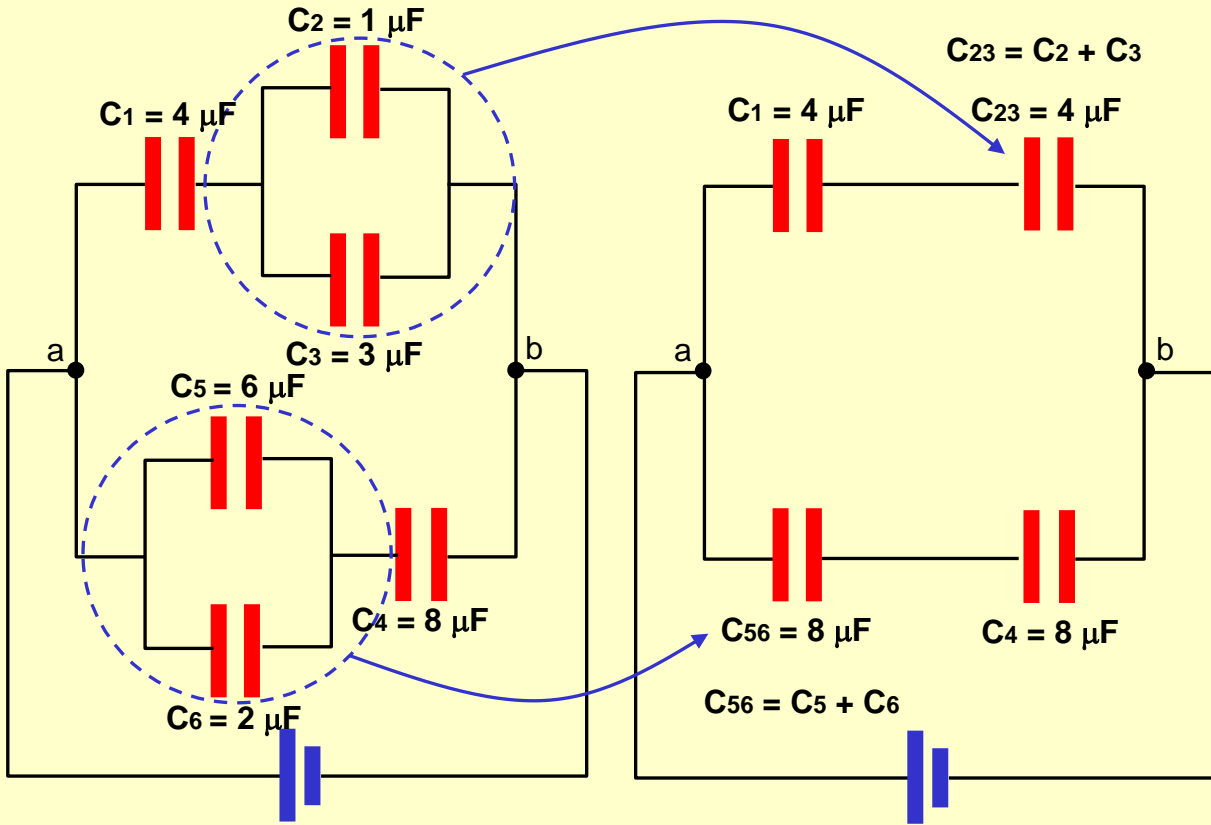 C2 = 1 μF
C1 = 4 μF
C3 = 3 μF
a
b
C5 = 6 μF
C4 = 8 μF
C6 = 2 μF
C23 = C2 + C3
C1 = 4 μF
C23 = 4 μF
a
b
C56 = 8 μF
C4 = 8 μF
C56 = C5 + C6